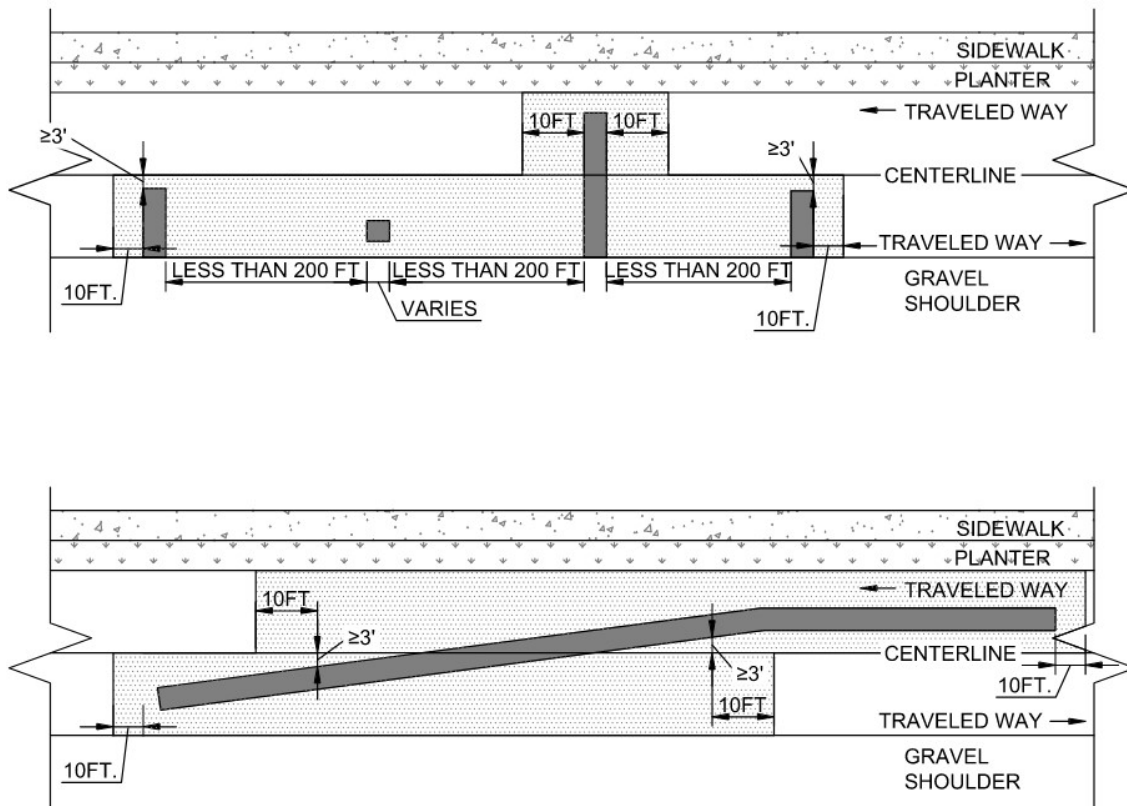 SIDEWALK
PLANTER
10FT 10FT
TRAVELED WAY
≥3'
≥3'
CENTERLINE
TRAVELED WAY
LESS THAN 200 FT LESS THAN 200 FT LESS THAN 200 FT
10FT.
VARIES
10FT.
GRAVEL
SHOULDER
SIDEWALK
PLANTER
10FT
TRAVELED WAY
≥3'
CENTERLINE
≥3'
10FT.
10FT
TRAVELED WAY
10FT.
GRAVEL
SHOULDER